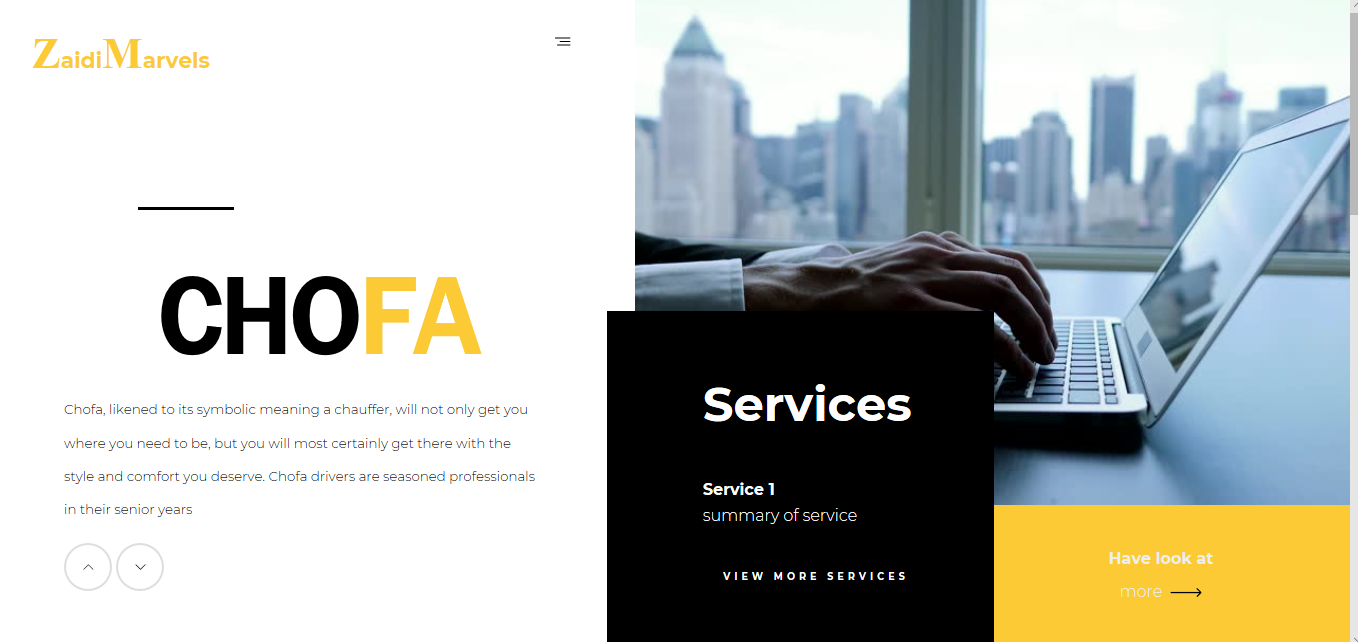 ZaidiMarvels
CHOFA
Chofa, likened to its symbolic meaning a chauffer, will not only get you
where you need to be, but you will most certainly get there with the
style and comfort you deserve. Chofa drivers are seasoned professionals
in their senior years
Services
Service 1
summary of service
VIEW MORE SERVICES
Have look at
more